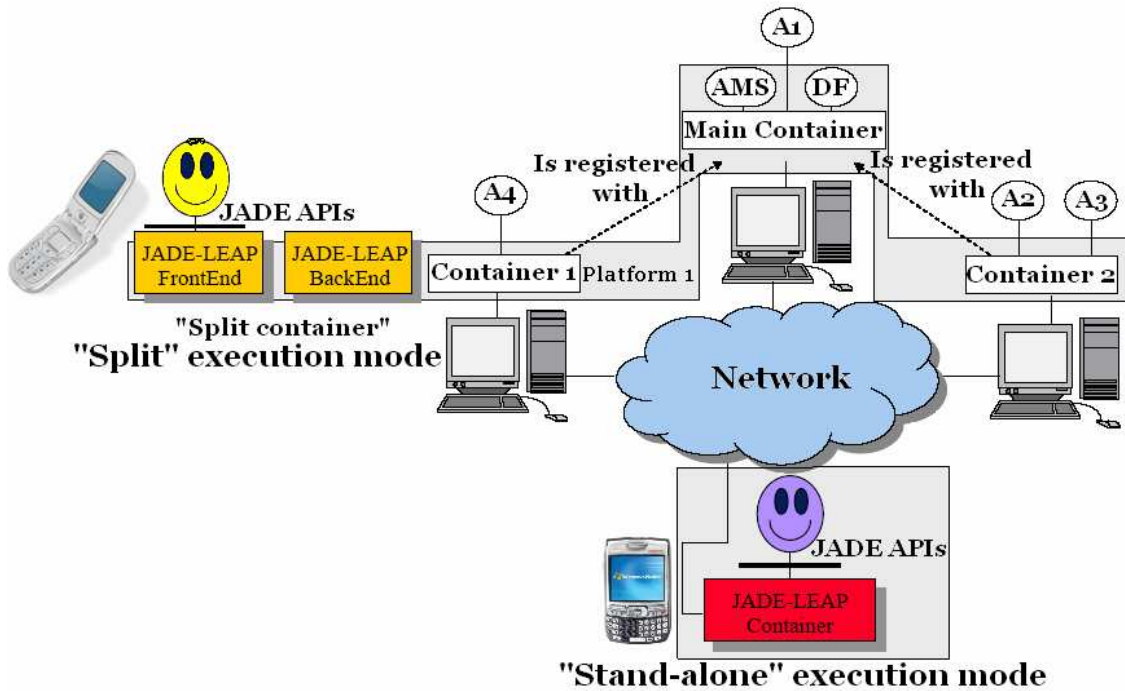 A1
AMS
DF
Main Container
Is registered
with
Is registered
with
A4
A2
A3
JADE APIs
JADE-LEAP
FrontEnd
JADE-LEAP
BackEnd
Container 1
Platform 1
Container 2
"Split container"
"Split" execution mode
Network
JADE APIs
JADE-LEAP
Container
"Stand-alone" execution mode